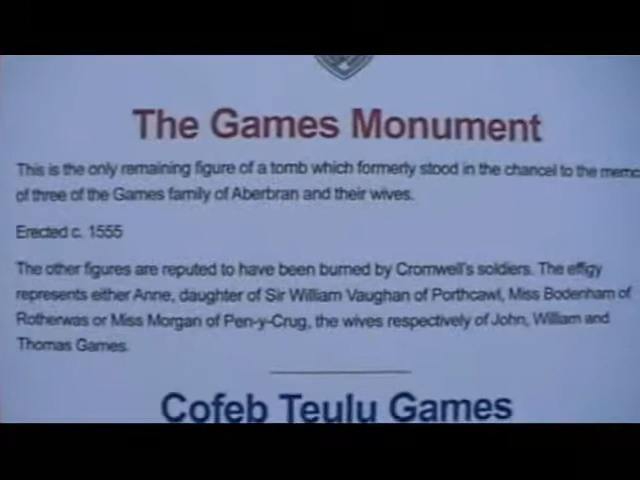 The Games Monument
This is the only remaining figure of a tomb which formerly stood in the chancel to the memo
of three of the Games family of Aberbran and their wives.
Erected c. 1555
The other figures are reputed to have been burned by Cromwell's soldiers. The effigy
represents either Anne, daughter of Sir William Vaughan of Porthcawl, Miss Bodenham of
Rotherwas or Miss Morgan of Pen-y-Crug, the wives respectively of John, William and
Thomas Games.
Cofeb Teulu Games